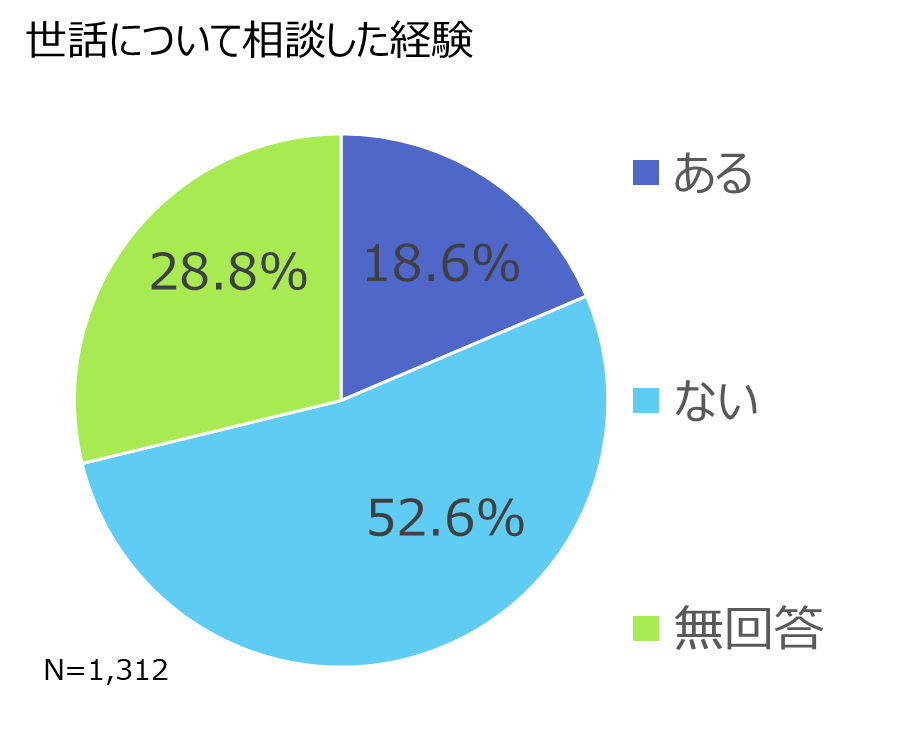 世話について相談した経験
28.8%
18.6%
52.6%
ある
ない
無回答
N=1,312